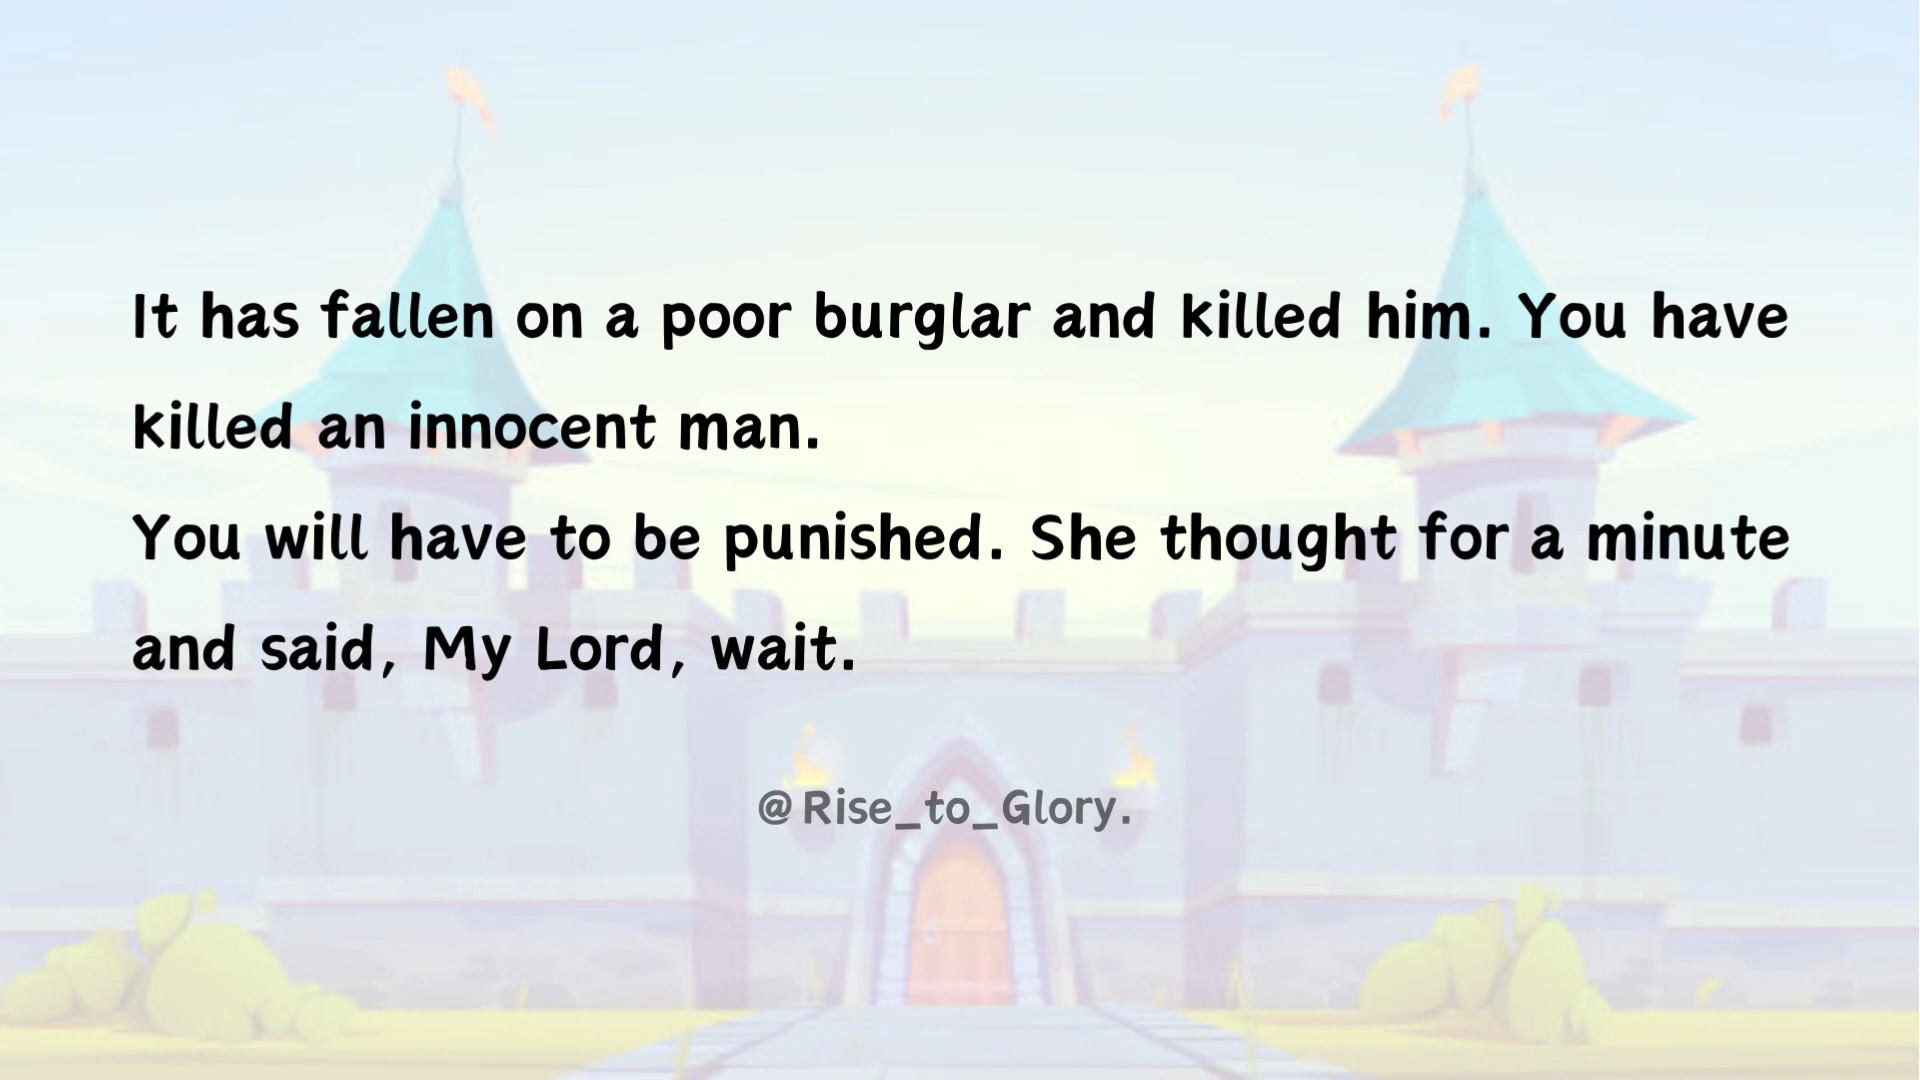 It has fallen on a poor burglar and killed him. You have
killed an innocent man.
You will have to be punished. She thought for a minute
and said, My Lord, wait.
@Rise_to_Glory.